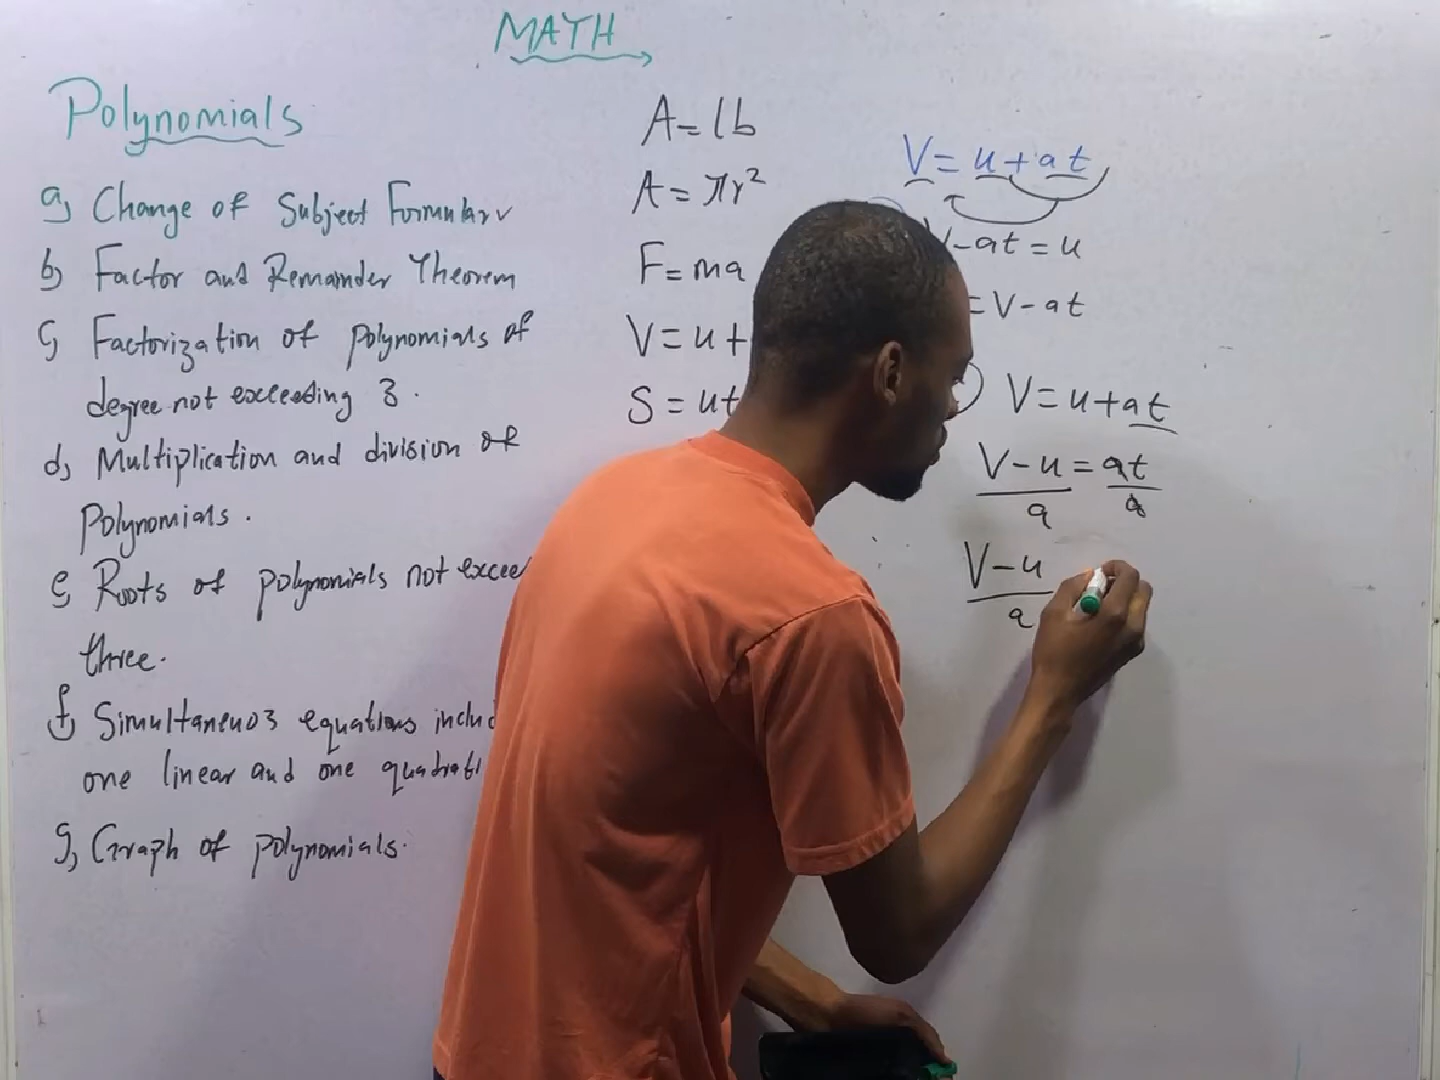 MATH
Polynomials
a, Change of Subject Formular
b, Factor and Remainder Theorem
c, Factorization of polynomials of
degree not exceeding 3.
d, Multiplication and division of
Polynomials.
e, Roots of polynomials not excee
three.
f, Simultaneuos equations includ
one linear and one quadrati
g, Graph of polynomials.
A = lb
A = πr²
F = ma
V = u +
S = ut
V = u + at
V - at = u
= V - at
V = u + at
V - u = at
a a
V - u
a